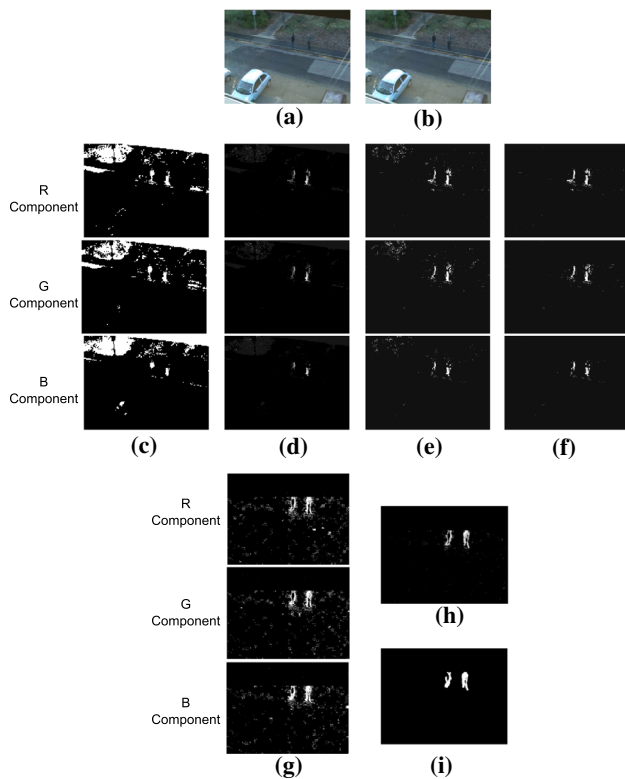 (a)
(b)
R
Component
G
Component
B
Component
(c)
(d)
(e)
(f)
R
Component
G
Component
B
Component
(g)
(h)
(i)